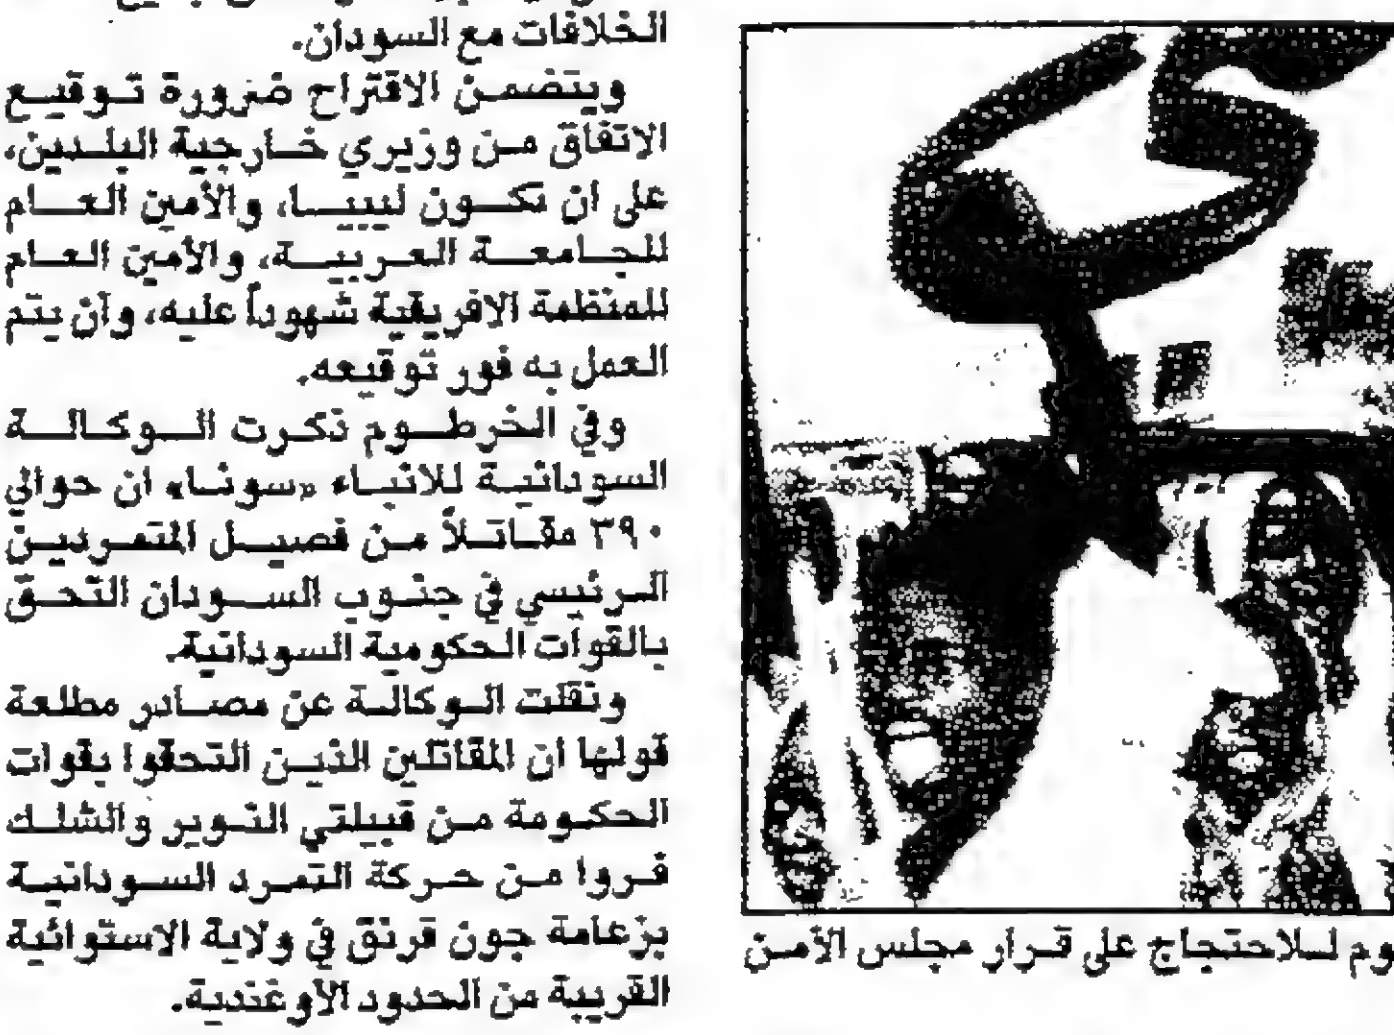 الخلافات مع السودان.
ويتضمن الاقتراح ضرورة توقيع
الاتفاق من وزيري خارجية البلدين،
على ان تكون ليبيا، والأمين العام
للجامعة العربية، والأمين العام
للمنظمة الافريقية شهوداً عليه، وأن يتم
العمل به فور توقيعه.
وفي الخرطوم ذكرت الوكالة
السودانية للانباء «سونا» ان حوالي
٣٩٠ مقاتلاً من فصيل المتمردين
الرئيسي في جنوب السودان التحق
بالقوات الحكومية السودانية.
ونقلت الوكالة عن مصادر مطلعة
قولها ان المقاتلين الذين التحقوا بقوات
الحكومة من قبيلتي النوير والشلك
فروا من حركة التمرد السودانية
بزعامة جون قرنق في ولاية الاستوائية
القريبة من الحدود الأوغندية.
وم للاحتجاج على قرار مجلس الأمن